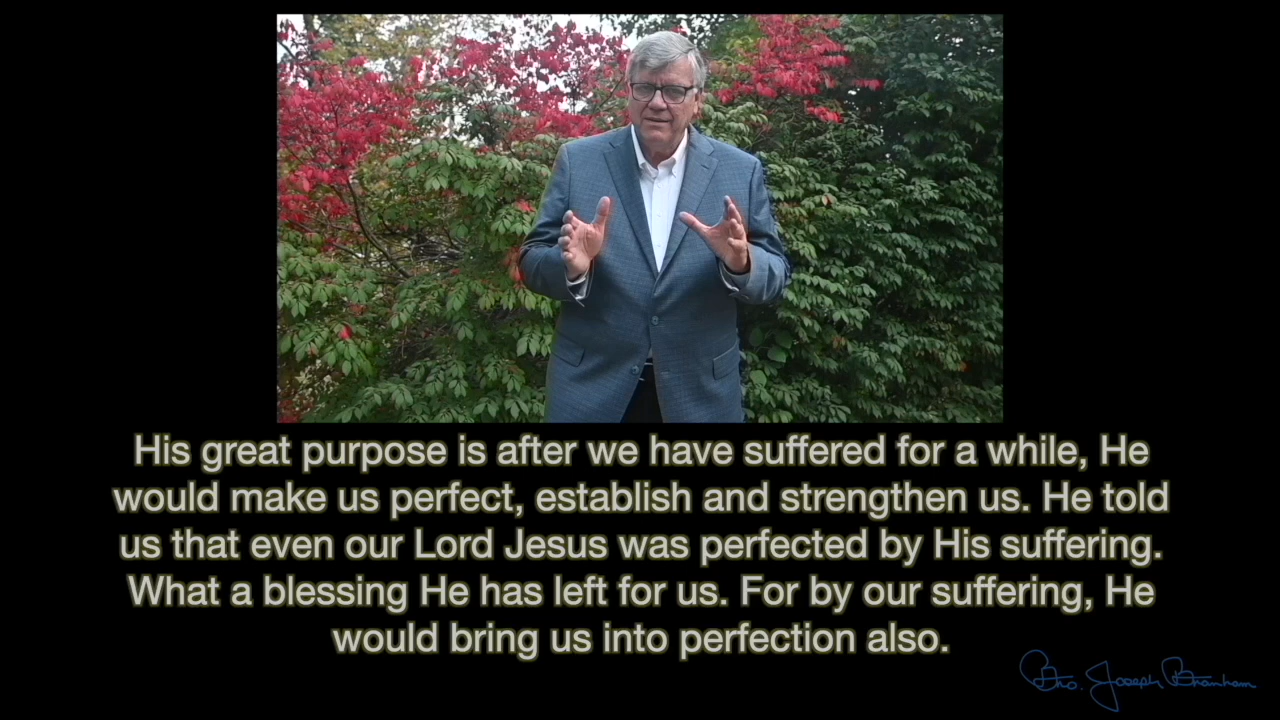 His great purpose is after we have suffered for a while, He
would make us perfect, establish and strengthen us. He told
us that even our Lord Jesus was perfected by His suffering.
What a blessing He has left for us. For by our suffering, He
would bring us into perfection also.
Bro. Joseph Branham